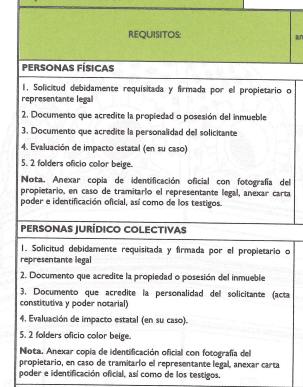 REQUISITOS:
an
PERSONAS FÍSICAS
1. Solicitud debidamente requisitada y firmada por el propietario o
representante legal
2. Documento que acredite la propiedad o posesión del inmueble
3. Documento que acredite la personalidad del solicitante
4. Evaluación de impacto estatal (en su caso)
5. 2 folders oficio color beige.
Nota. Anexar copia de identificación oficial con fotografía del
propietario, en caso de tramitarlo el representante legal, anexar carta
poder e identificación oficial, así como de los testigos.
PERSONAS JURÍDICO COLECTIVAS
1. Solicitud debidamente requisitada y firmada por el propietario o
representante legal
2. Documento que acredite la propiedad o posesión del inmueble
3. Documento que acredite la personalidad del solicitante (acta
constitutiva y poder notarial)
4. Evaluación de impacto estatal (en su caso).
5. 2 folders oficio color beige.
Nota. Anexar copia de identificación oficial con fotografía del
propietario, en caso de tramitarlo el representante legal, anexar carta
poder e identificación oficial, así como de los testigos.